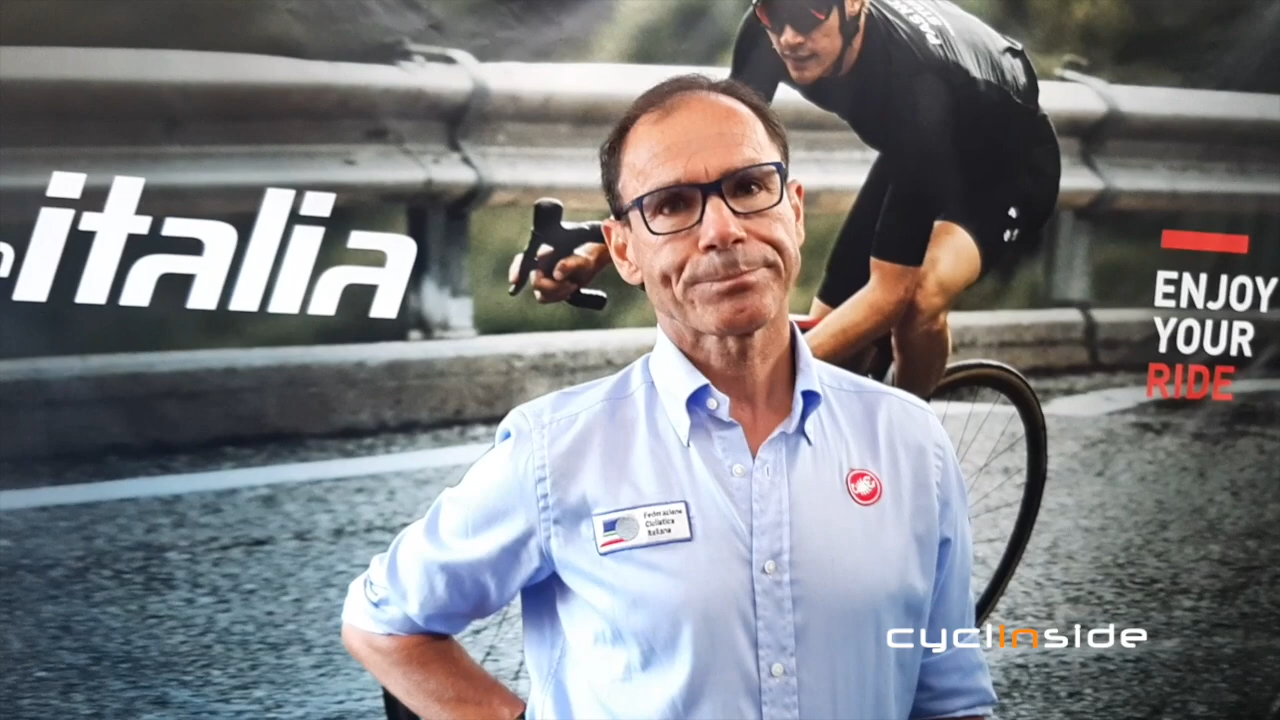 italia
ENJOY
YOUR
RIDE
Federazione
Ciclistica
Italiana
cyclinside